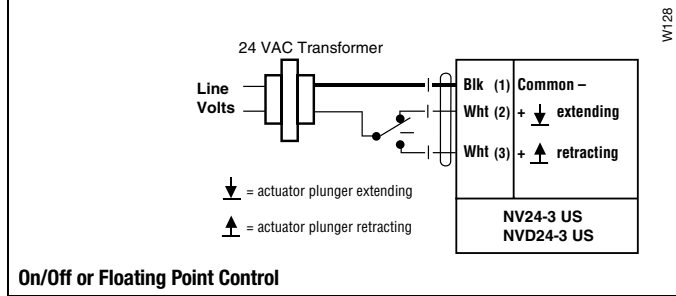 W128
24 VAC Transformer
Line
Volts
Blk (1) Common –
Wht (2) + extending
Wht (3) + retracting
= actuator plunger extending
= actuator plunger retracting
NV24-3 US
NVD24-3 US
On/Off or Floating Point Control